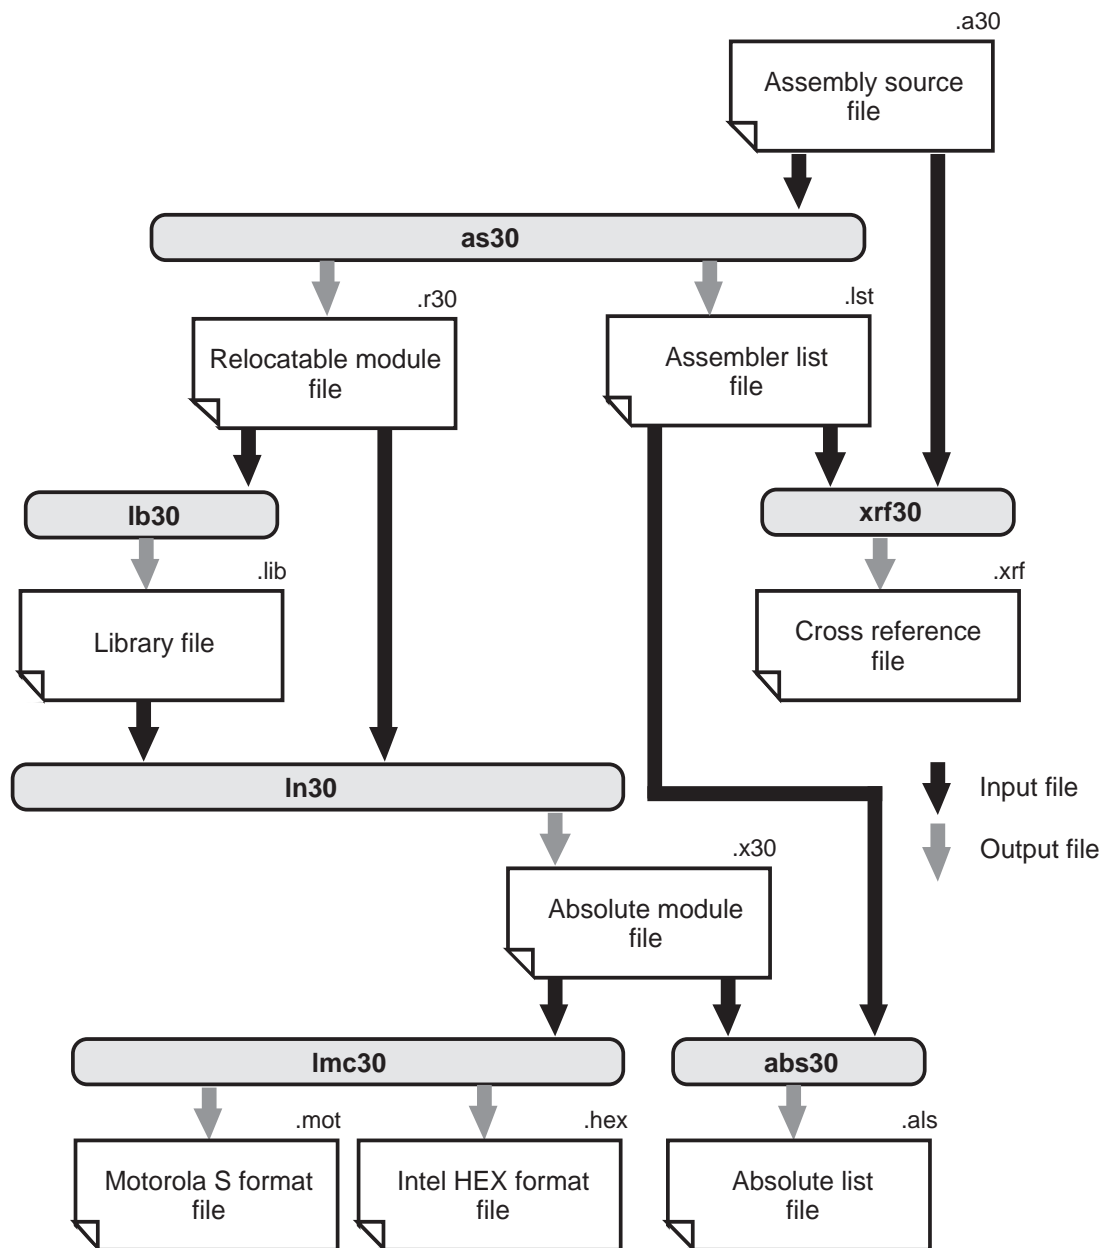 .a30
Assembly source
file
as30
.r30
.lst
Relocatable module
file
Assembler list
file
lb30
xrf30
.lib
.xrf
Library file
Cross reference
file
ln30
Input file
Output file
.x30
Absolute module
file
lmc30
abs30
.mot
.hex
.als
Motorola S format
file
Intel HEX format
file
Absolute list
file